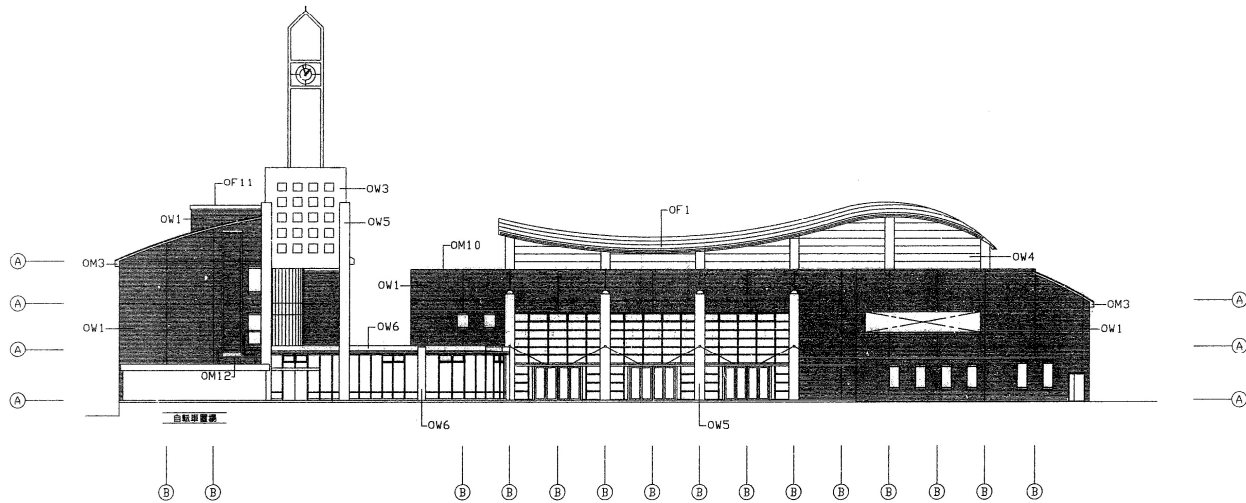 OF11
OW3
OW1
OW5
OF1
OM10
OW4
Ⓐ
OM3
OW1
Ⓐ
OM3
Ⓐ
OW1
OW6
OW1
Ⓐ
Ⓐ
OM12
Ⓐ
Ⓐ
自転車置場
OW6
OW5
Ⓑ Ⓑ Ⓑ Ⓑ Ⓑ Ⓑ Ⓑ Ⓑ Ⓑ Ⓑ Ⓑ Ⓑ Ⓑ Ⓑ Ⓑ